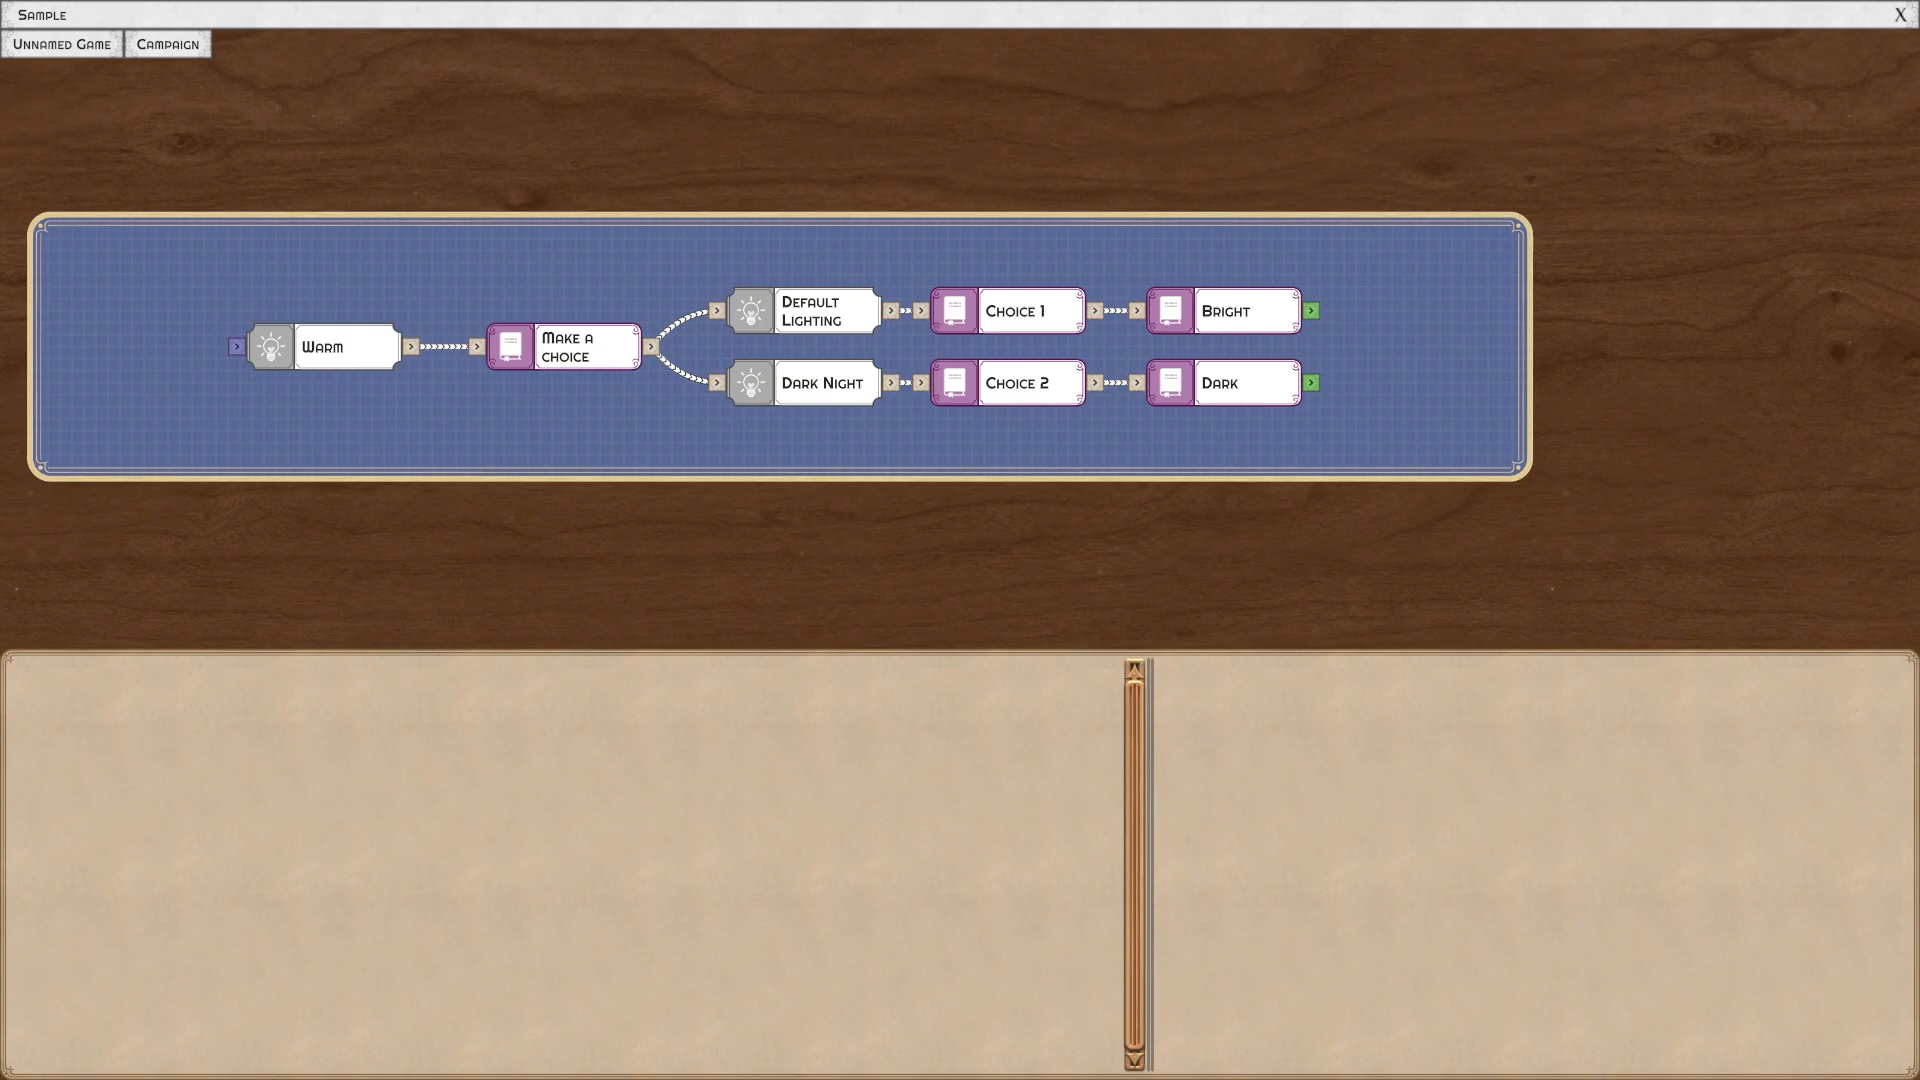 Sample
X
Unnamed Game
Campaign
Warm
Make a
choice
Default
Lighting
Choice 1
Bright
Dark Night
Choice 2
Dark